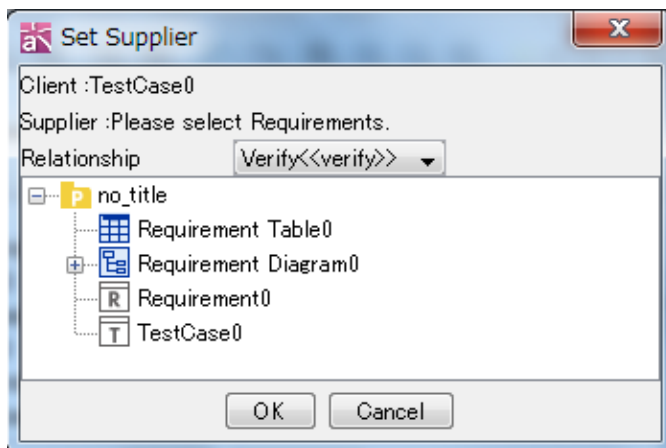 Set Supplier
Client :TestCase0
Supplier :Please select Requirements.
Relationship Verify<<verify>>
no_title
Requirement Table0
Requirement Diagram0
R Requirement0
T TestCase0
OK Cancel